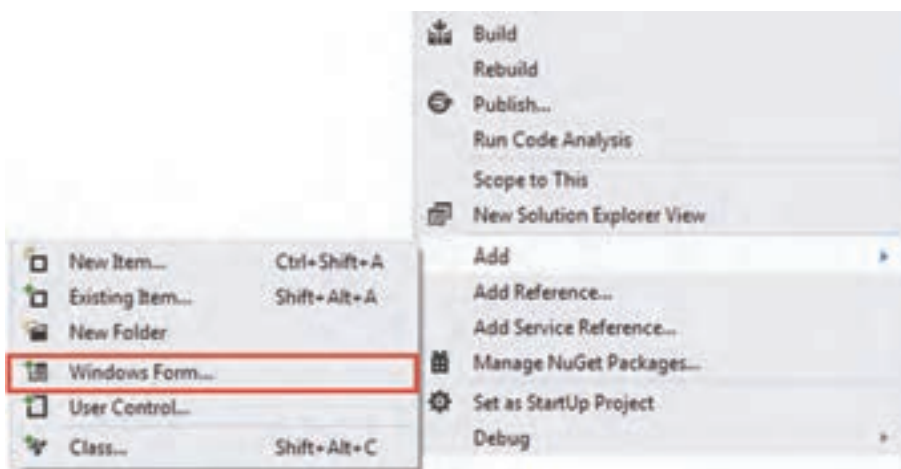 Build
Rebuild
Publish...
Run Code Analysis
Scope to This
New Solution Explorer View
Add
Add Reference...
Add Service Reference...
Manage NuGet Packages...
Set as StartUp Project
Debug
New Item... Ctrl+Shift+A
Existing Item... Shift+Alt+A
New Folder
Windows Form...
User Control...
Class... Shift+Alt+C